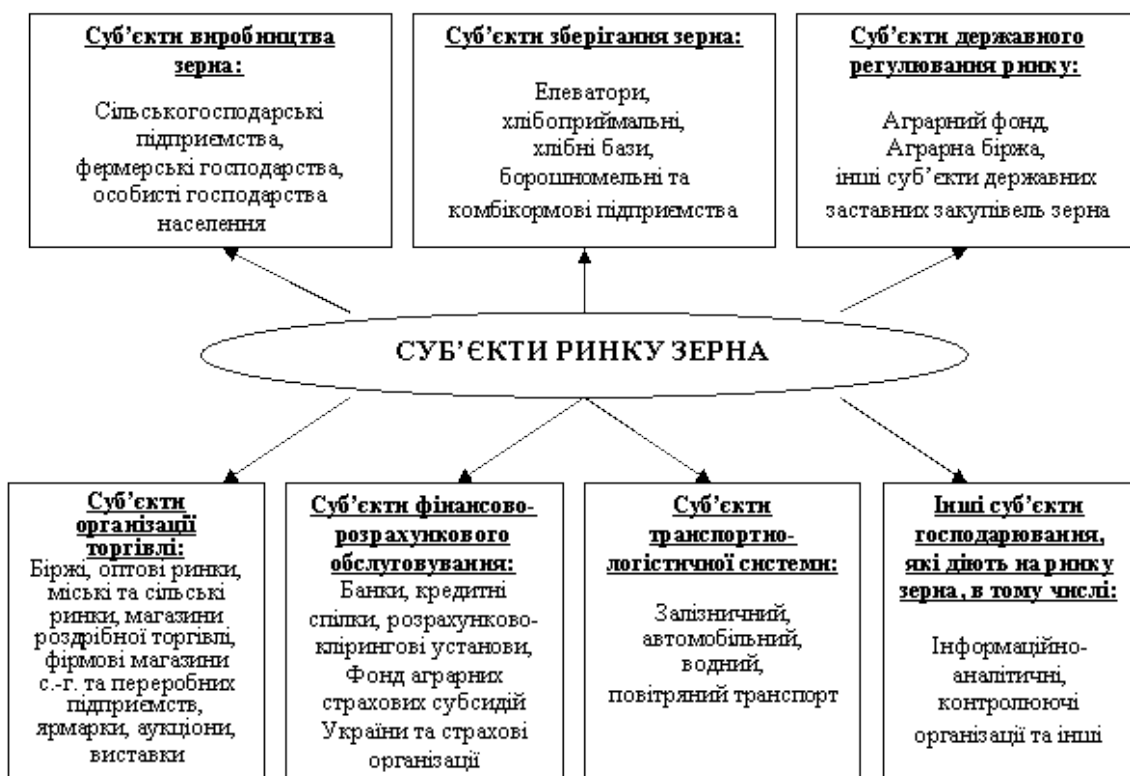 Суб’єкти виробництва
зерна:
Сільськогосподарські
підприємства,
фермерські господарства,
особисті господарства
населення
Суб’єкти зберігання зерна:
Елеватори,
хлібоприймальні,
хлібні бази,
борошномельні та
комбікормові підприємства
Суб’єкти державного
регулювання ринку:
Аграрний фонд,
Аграрна біржа,
інші суб’єкти державних
заставних закупівель зерна
СУБ’ЄКТИ РИНКУ ЗЕРНА
Суб’єкти
організації
торгівлі:
Біржі, оптові ринки,
міські та сільські
ринки, магазини
роздрібної торгівлі,
фірмові магазини
с.-г. та переробних
підприємств,
ярмарки, аукціони,
виставки
Суб’єкти фінансово-
розрахункового
обслуговування:
Банки, кредитні
спілки, розрахунково-
клірингові установи,
Фонд аграрних
страхових субсидій
України та страхові
організації
Суб’єкти
транспортно-
логістичної системи:
Залізничний,
автомобільний,
водний,
повітряний транспорт
Інші суб’єкти
господарювання,
які діють на ринку
зерна, в тому числі:
Інформаційно-
аналітичні,
контролюючі
організації та інші